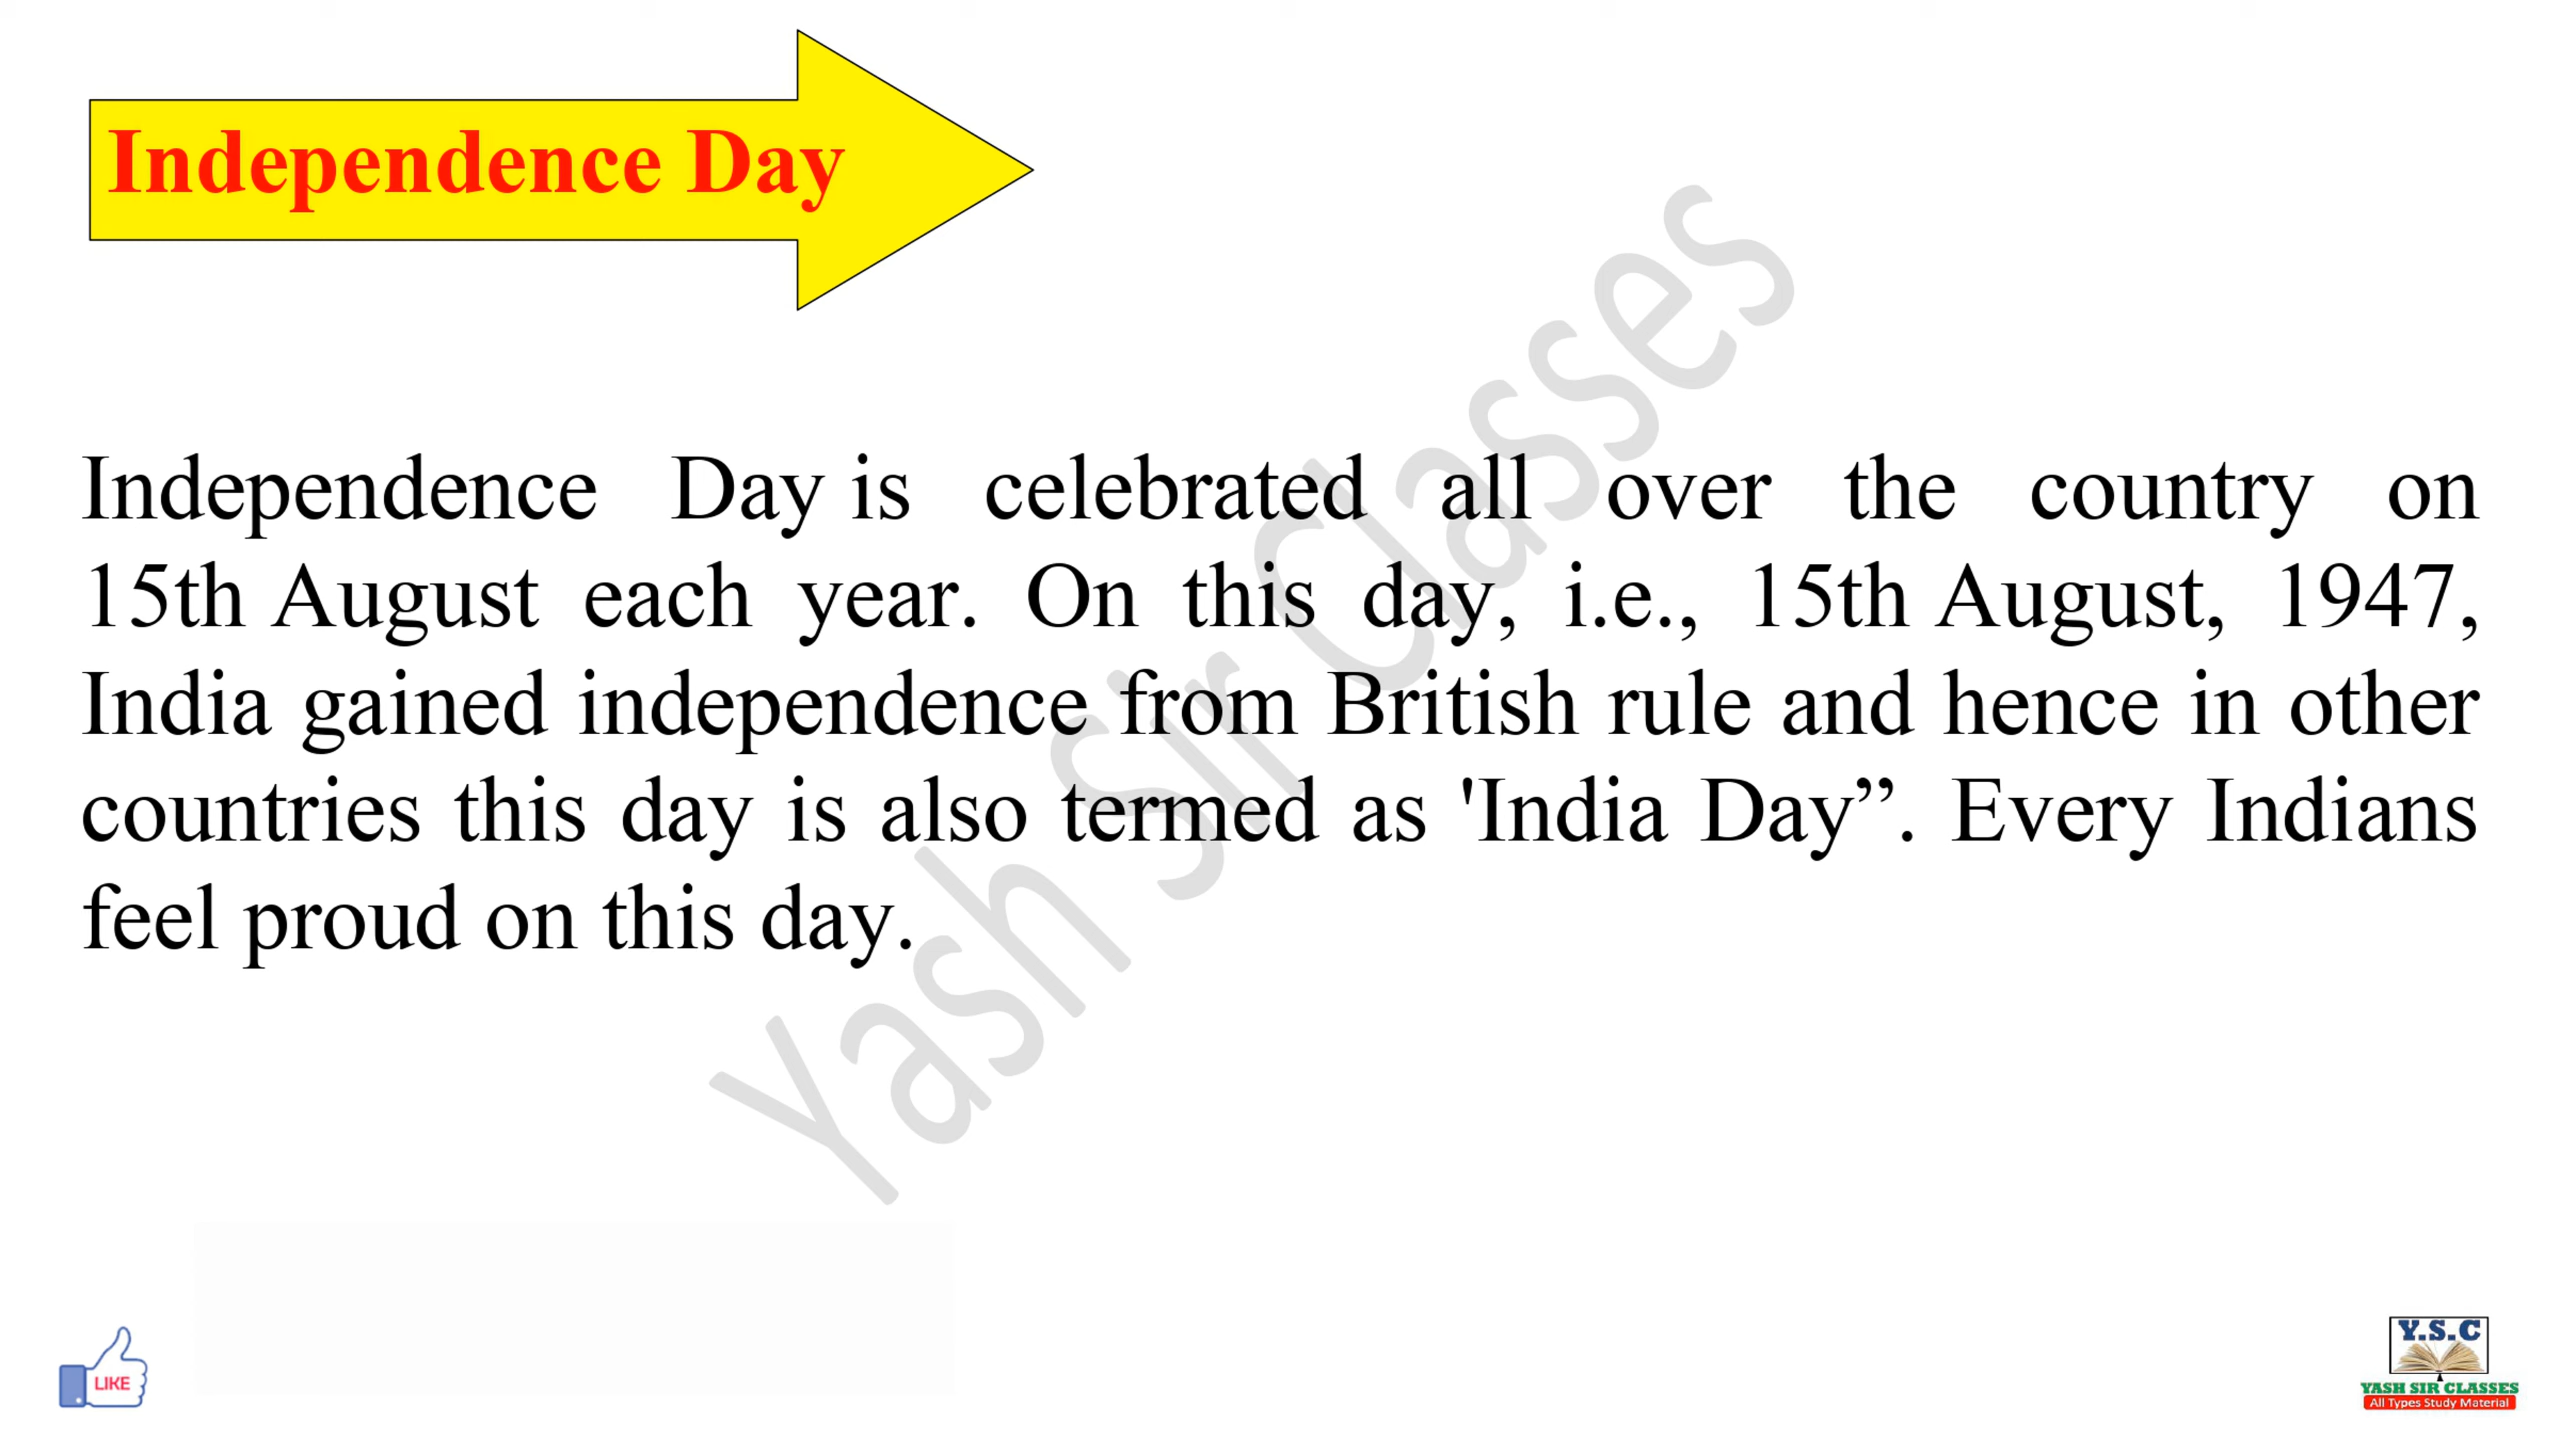 Independence Day
Independence Day is celebrated all over the country on
15th August each year. On this day, i.e., 15th August, 1947,
India gained independence from British rule and hence in other
countries this day is also termed as 'India Day”. Every Indians
feel proud on this day.
Yash Sir Classes
LIKE
Y.S.C
YASH SIR CLASSES
All Types Study Material